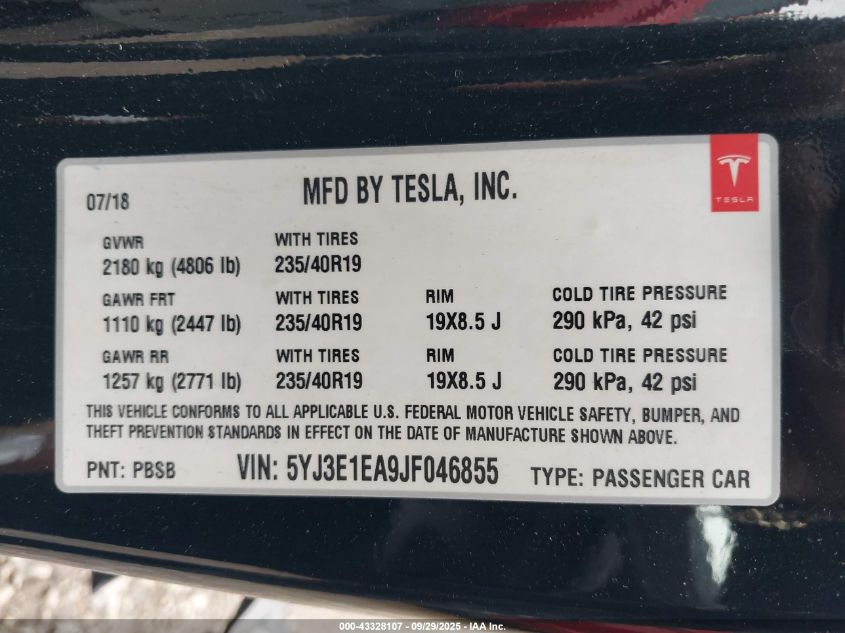 07/18
MFD BY TESLA, INC.
TESLA
GVWR WITH TIRES
2180 kg (4806 lb) 235/40R19
GAWR FRT WITH TIRES RIM COLD TIRE PRESSURE
1110 kg (2447 lb) 235/40R19 19X8.5 J 290 kPa, 42 psi
GAWR RR WITH TIRES RIM COLD TIRE PRESSURE
1257 kg (2771 lb) 235/40R19 19X8.5 J 290 kPa, 42 psi
THIS VEHICLE CONFORMS TO ALL APPLICABLE U.S. FEDERAL MOTOR VEHICLE SAFETY, BUMPER, AND
THEFT PREVENTION STANDARDS IN EFFECT ON THE DATE OF MANUFACTURE SHOWN ABOVE.
PNT: PBSB VIN: 5YJ3E1EA9JF046855 TYPE: PASSENGER CAR
000-43328107 - 09/29/2025 - IAA Inc.